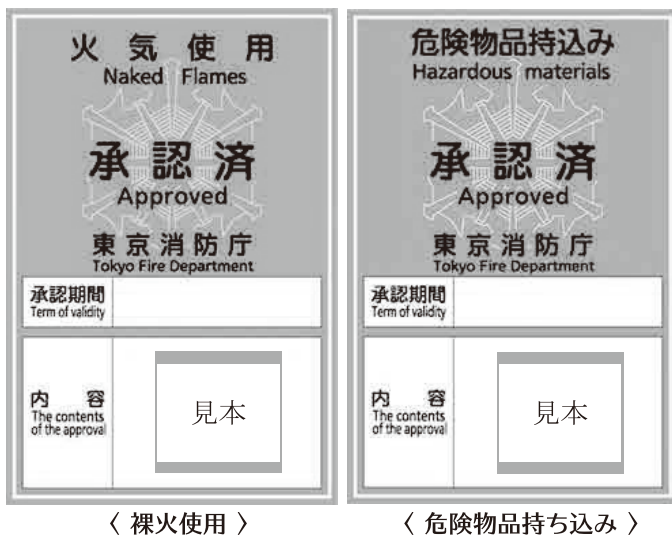 火気使用
Naked Flames
承認済
Approved
東京消防庁
Tokyo Fire Department
承認期間
Term of validity
内容
The contents
of the approval
見本
〈 裸火使用 〉
危険物品持込み
Hazardous materials
承認済
Approved
東京消防庁
Tokyo Fire Department
承認期間
Term of validity
内容
The contents
of the approval
見本
〈 危険物品持ち込み 〉